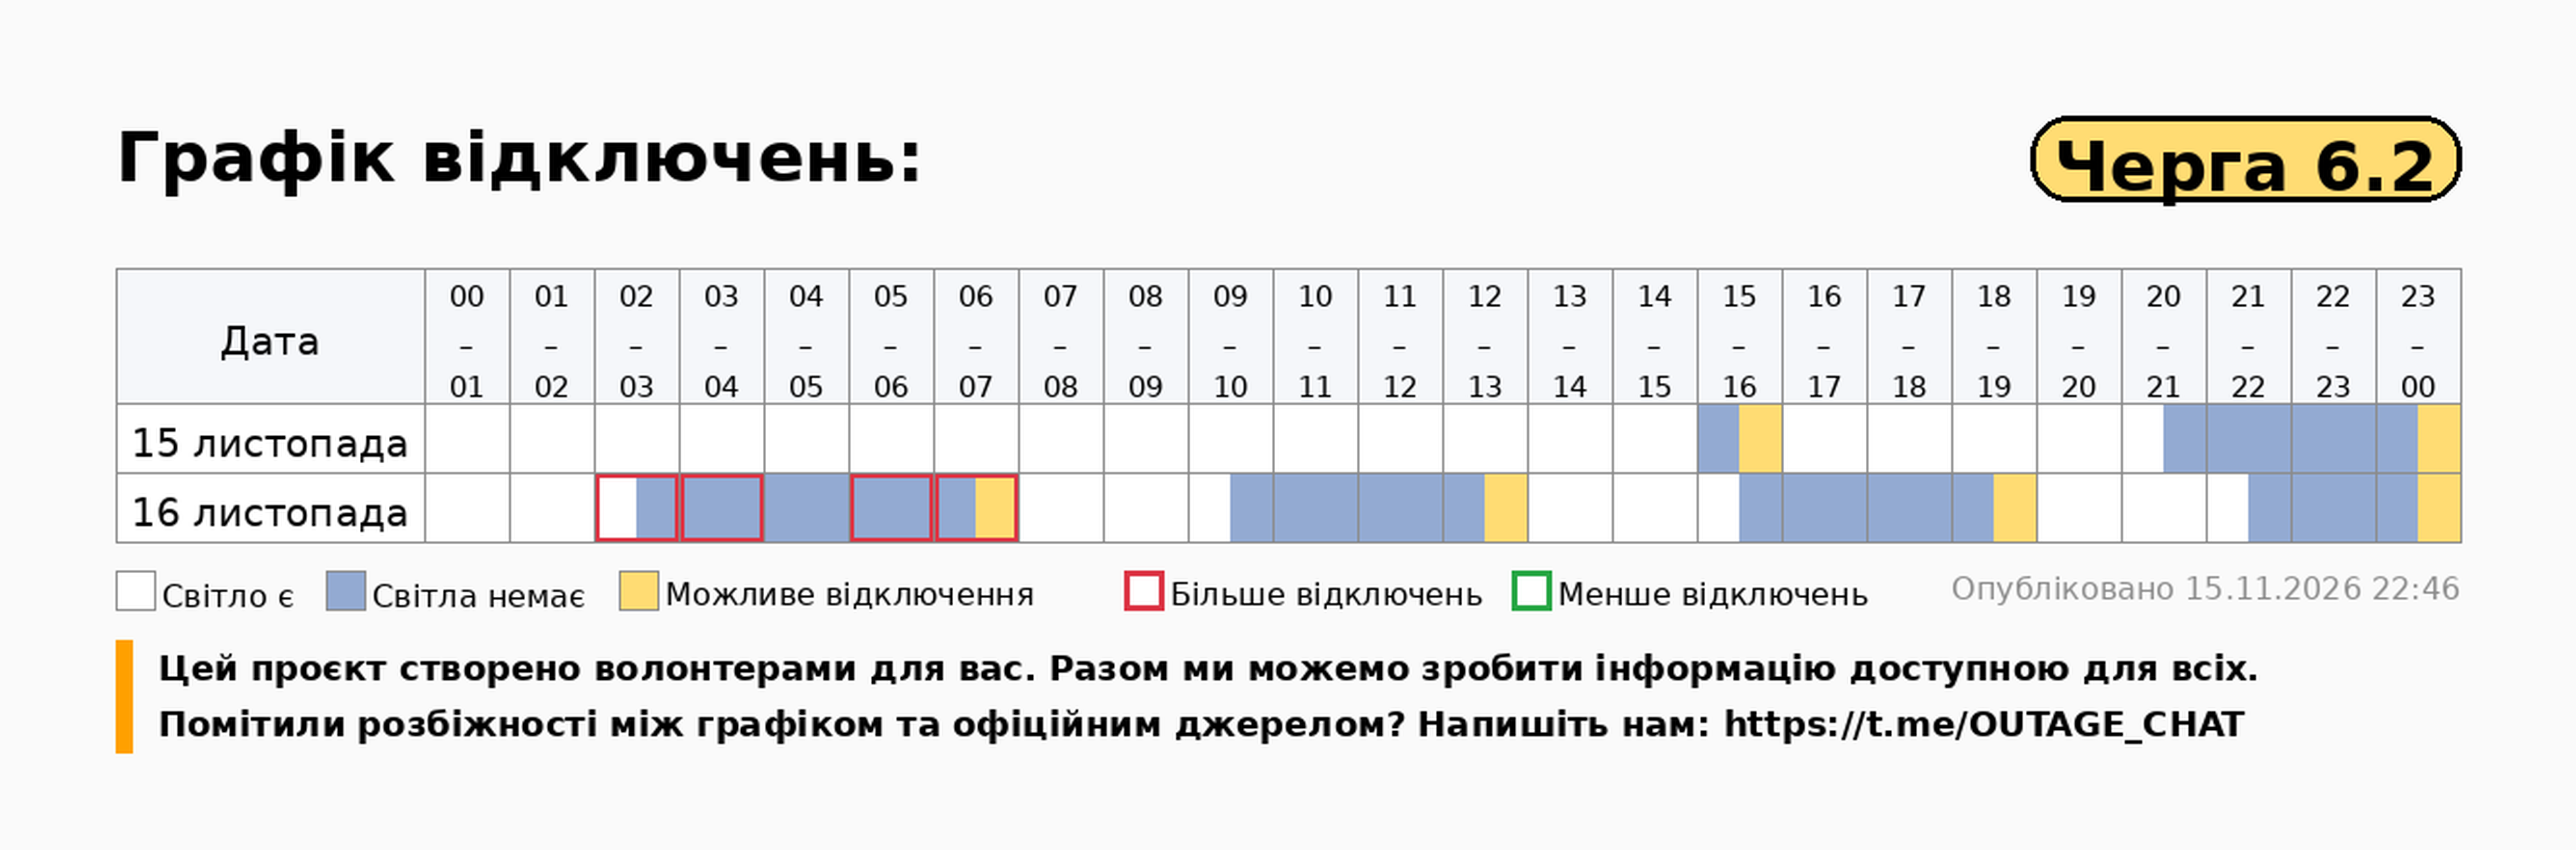 Графік відключень:
Черга 6.2
Дата 00 – 01 01 – 02 02 – 03 03 – 04 04 – 05 05 – 06 06 – 07 07 – 08 08 – 09 09 – 10 10 – 11 11 – 12 12 – 13 13 – 14 14 – 15 15 – 16 16 – 17 17 – 18 18 – 19 19 – 20 20 – 21 21 – 22 22 – 23 23 – 00
15 листопада
16 листопада
Світло є Світла немає Можливе відключення Більше відключень Менше відключень Опубліковано 15.11.2026 22:46
Цей проєкт створено волонтерами для вас. Разом ми можемо зробити інформацію доступною для всіх.
Помітили розбіжності між графіком та офіційним джерелом? Напишіть нам: https://t.me/OUTAGE_CHAT